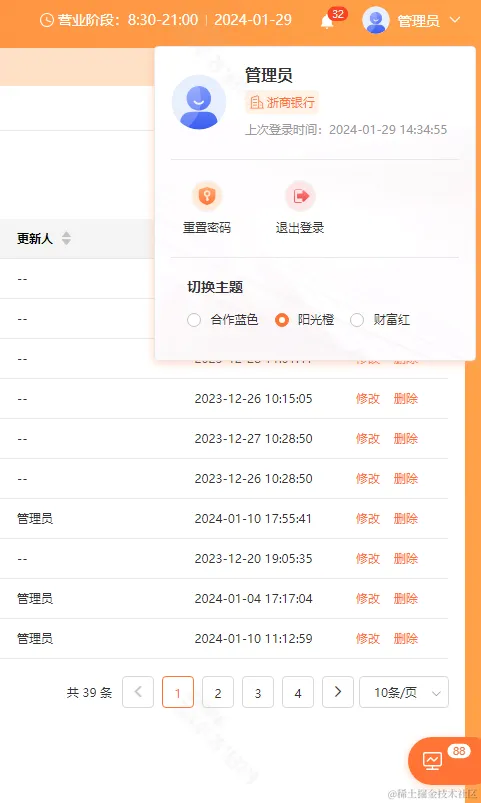 营业阶段：8:30-21:00 | 2024-01-29 32 管理员
管理员
浙商银行
上次登录时间：2024-01-29 14:34:55
重置密码 退出登录
切换主题
合作蓝色 阳光橙 财富红
更新人
--
--
--
-- 2023-12-26 10:15:05 修改 删除
-- 2023-12-27 10:28:50 修改 删除
-- 2023-12-26 10:28:50 修改 删除
管理员 2024-01-10 17:55:41 修改 删除
-- 2023-12-20 19:05:35 修改 删除
管理员 2024-01-04 17:17:04 修改 删除
管理员 2024-01-10 11:12:59 修改 删除
共 39 条 1 2 3 4 10条/页
88
@稀土掘金技术社区